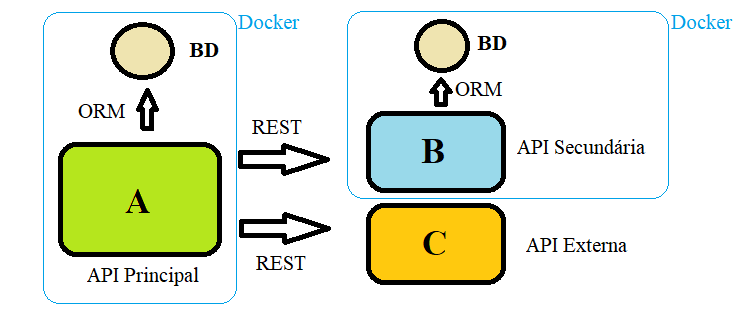 Docker
BD
ORM
A
API Principal
REST
REST
Docker
BD
ORM
B
API Secundária
C
API Externa